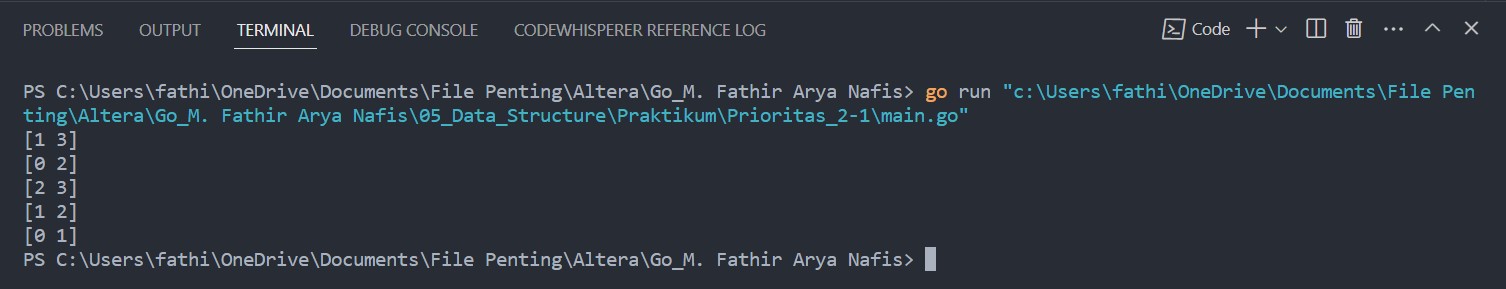 PROBLEMS OUTPUT TERMINAL DEBUG CONSOLE CODEWHISPERER REFERENCE LOG Code
PS C:\Users\fathi\OneDrive\Documents\File Penting\Altera\Go_M. Fathir Arya Nafis> go run "c:\Users\fathi\OneDrive\Documents\File Pen
ting\Altera\Go_M. Fathir Arya Nafis\05_Data_Structure\Praktikum\Prioritas_2-1\main.go"
[1 3]
[0 2]
[2 3]
[1 2]
[0 1]
PS C:\Users\fathi\OneDrive\Documents\File Penting\Altera\Go_M. Fathir Arya Nafis>